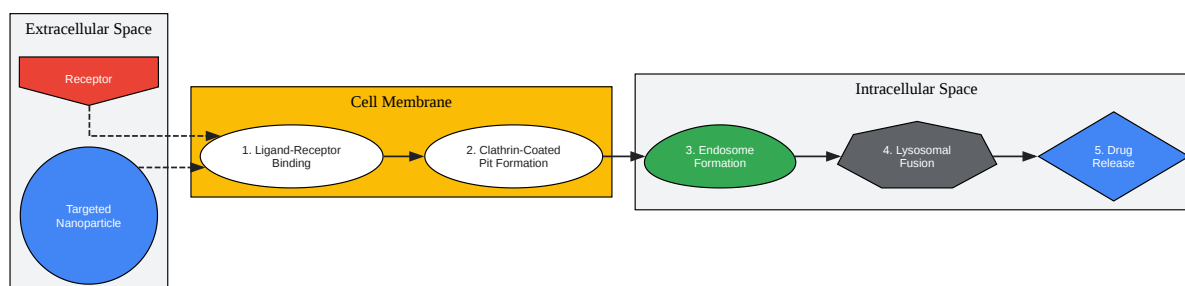 Extracellular Space
Receptor
Targeted
Nanoparticle
Cell Membrane
1. Ligand-Receptor
Binding
2. Clathrin-Coated
Pit Formation
Intracellular Space
3. Endosome
Formation
4. Lysosomal
Fusion
5. Drug
Release